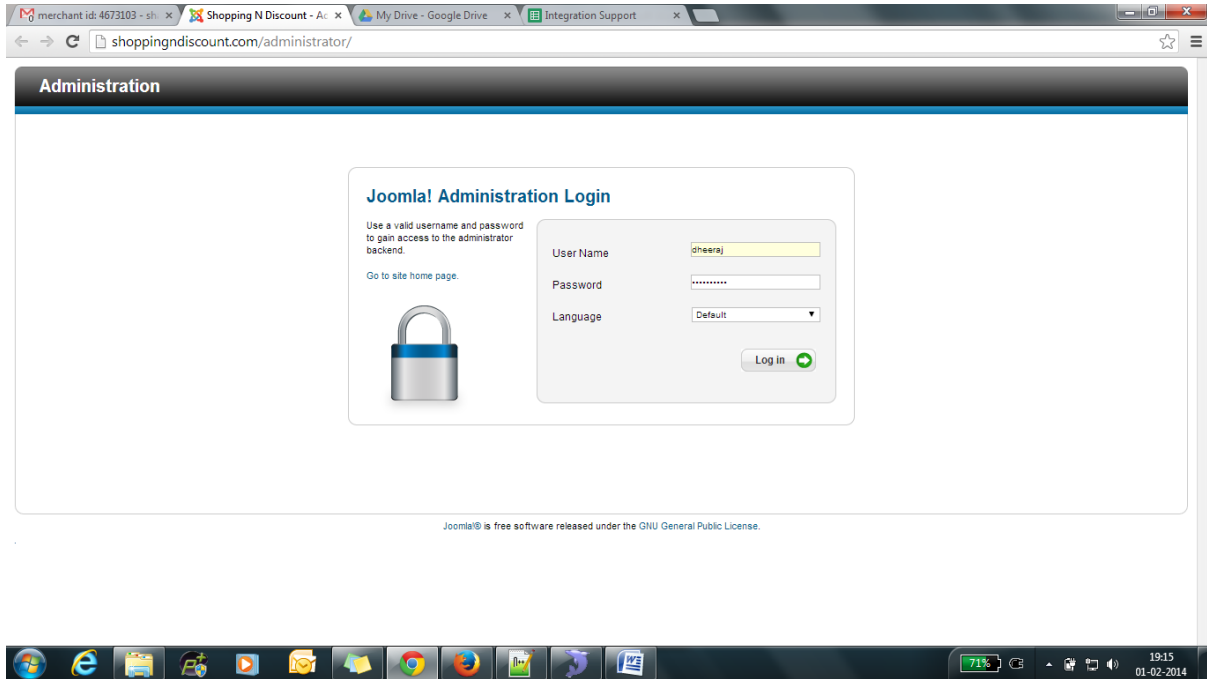 merchant id: 4673103 - sh
Shopping N Discount - Ac
My Drive - Google Drive
Integration Support
shoppingndiscount.com/administrator/
Administration
Joomla! Administration Login
Use a valid username and password
to gain access to the administrator
backend.
Go to site home page.
User Name
dheeraj
Password
••••••••••
Language
Default
Log in
Joomla!® is free software released under the GNU General Public License.
71%
19:15
01-02-2014